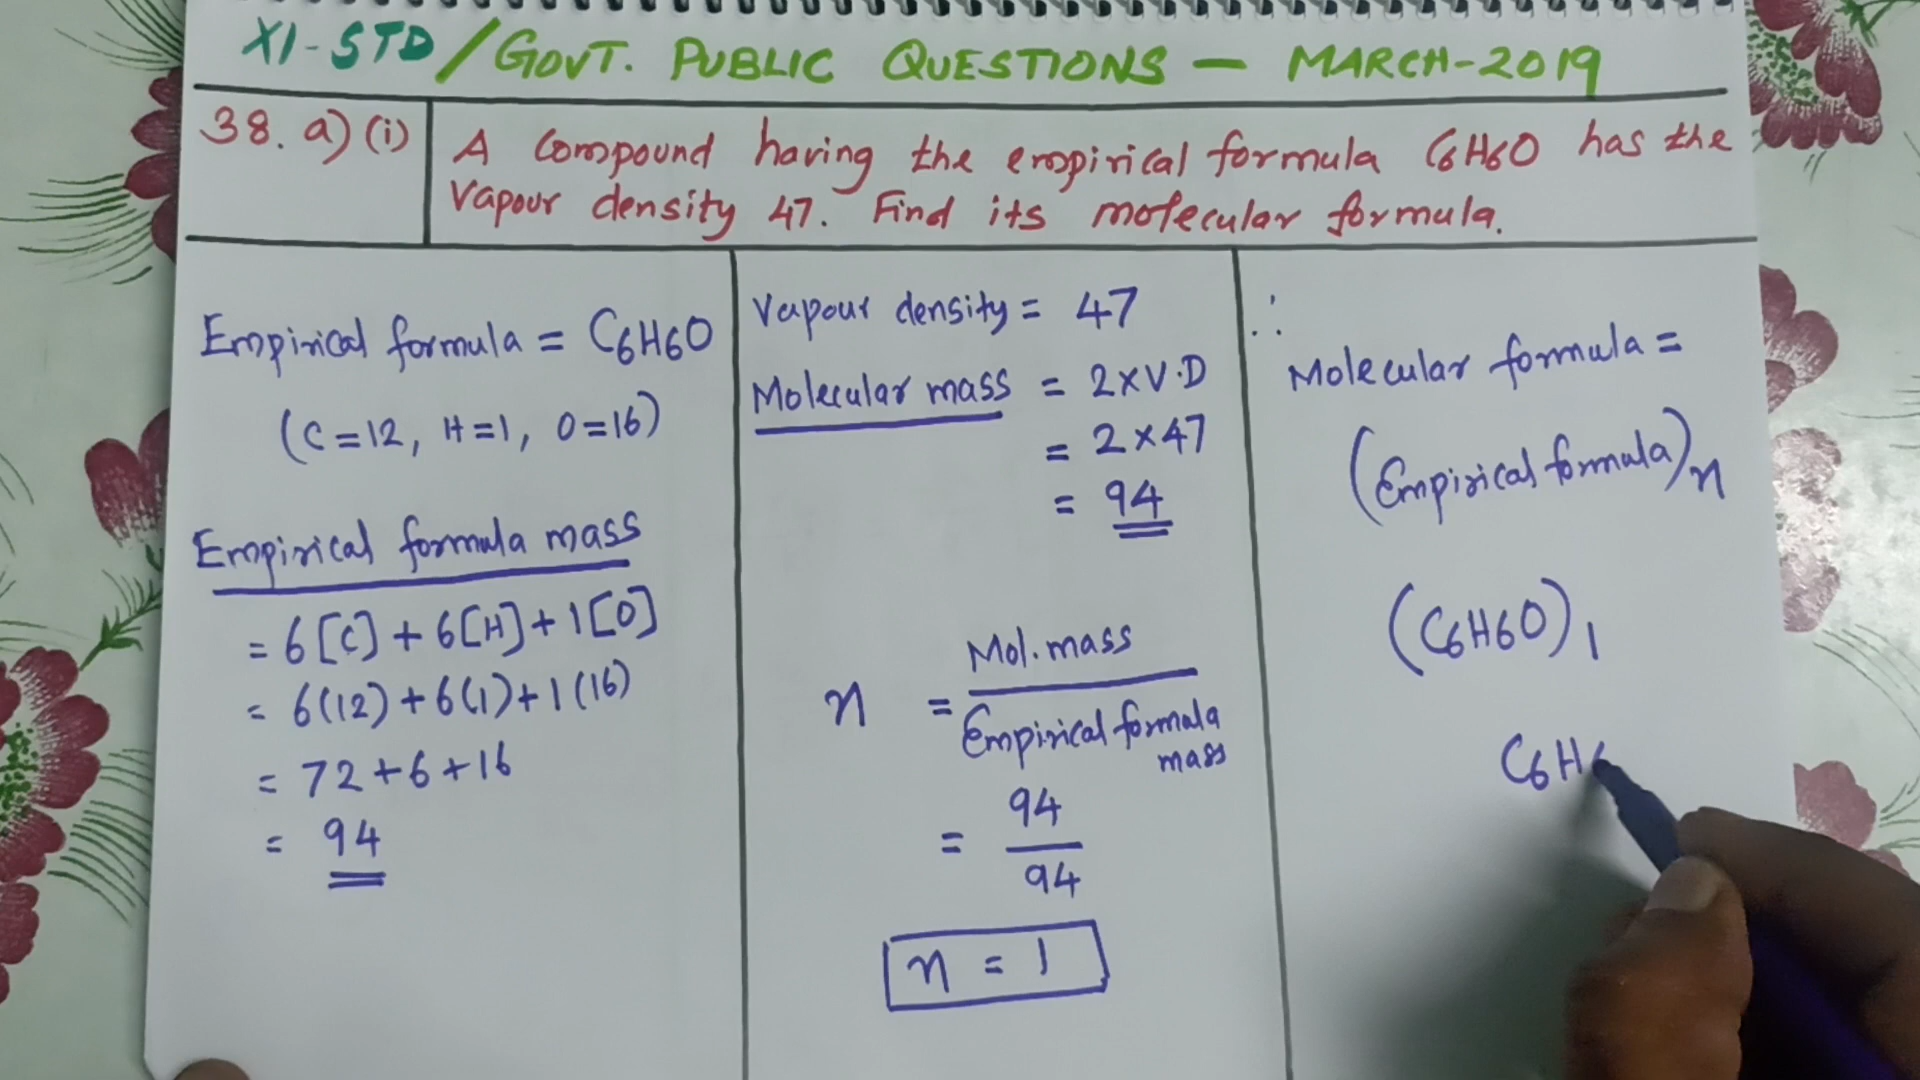 XI-STD/GOVT. PUBLIC QUESTIONS - MARCH-2019
38. a) (i)
A Compound having the empirical formula C6H6O has the
Vapour density 47. Find its molecular formula.
Empirical formula = C6H6O
(C=12, H=1, O=16)
Empirical formula mass
= 6[C] + 6[H] + 1[O]
= 6(12) + 6(1) + 1(16)
= 72+6+16
= 94
Vapour density = 47
Molecular mass = 2×V.D
= 2×47
= 94
n = Mol. mass
Empirical formula
mass
= 94
94
n = 1
∴
Molecular formula =
(Empirical formula)n
(C6H6O)1
C6H6